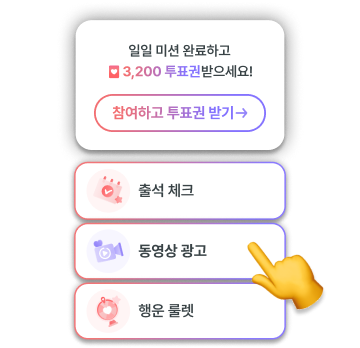 일일 미션 완료하고
3,200 투표권받으세요!
참여하고 투표권 받기→
출석 체크
동영상 광고
행운 룰렛